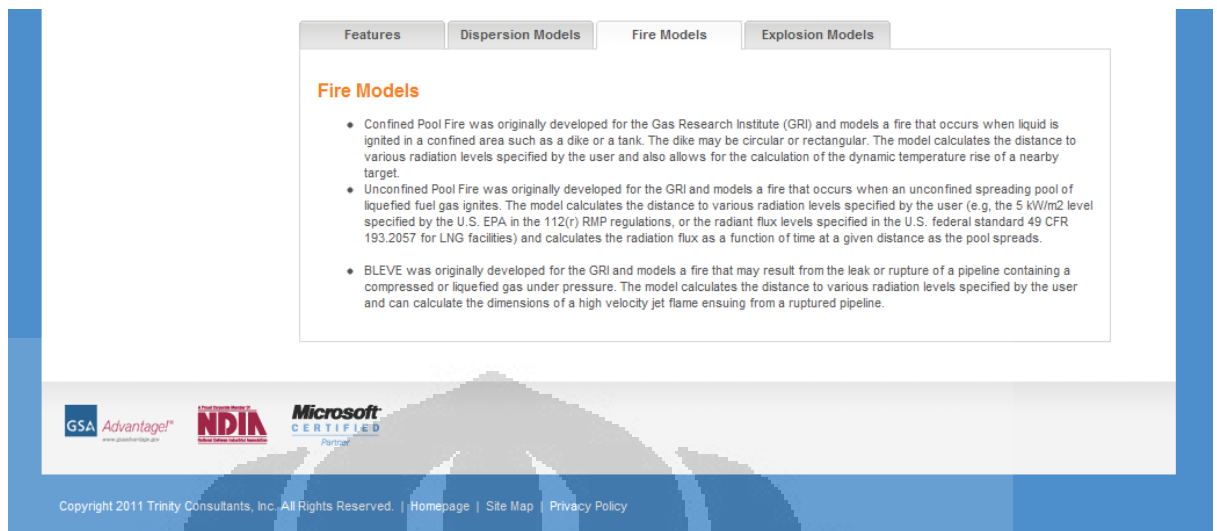 Features Dispersion Models Fire Models Explosion Models
Fire Models
• Confined Pool Fire was originally developed for the Gas Research Institute (GRI) and models a fire that occurs when liquid is
ignited in a confined area such as a dike or a tank. The dike may be circular or rectangular. The model calculates the distance to
various radiation levels specified by the user and also allows for the calculation of the dynamic temperature rise of a nearby
target.
• Unconfined Pool Fire was originally developed for the GRI and models a fire that occurs when an unconfined spreading pool of
liquefied fuel gas ignites. The model calculates the distance to various radiation levels specified by the user (e.g, the 5 kW/m2 level
specified by the U.S. EPA in the 112(r) RMP regulations, or the radiant flux levels specified in the U.S. federal standard 49 CFR
193.2057 for LNG facilities) and calculates the radiation flux as a function of time at a given distance as the pool spreads.
• BLEVE was originally developed for the GRI and models a fire that may result from the leak or rupture of a pipeline containing a
compressed or liquefied gas under pressure. The model calculates the distance to various radiation levels specified by the user
and can calculate the dimensions of a high velocity jet flame ensuing from a ruptured pipeline.
GSA Advantage!®
www.gsaadvantage.gov
A Proud Corporate Member Of
NDIA
National Defense Industrial Association
Microsoft
CERTIFIED
Partner
Copyright 2011 Trinity Consultants, Inc. All Rights Reserved. | Homepage | Site Map | Privacy Policy